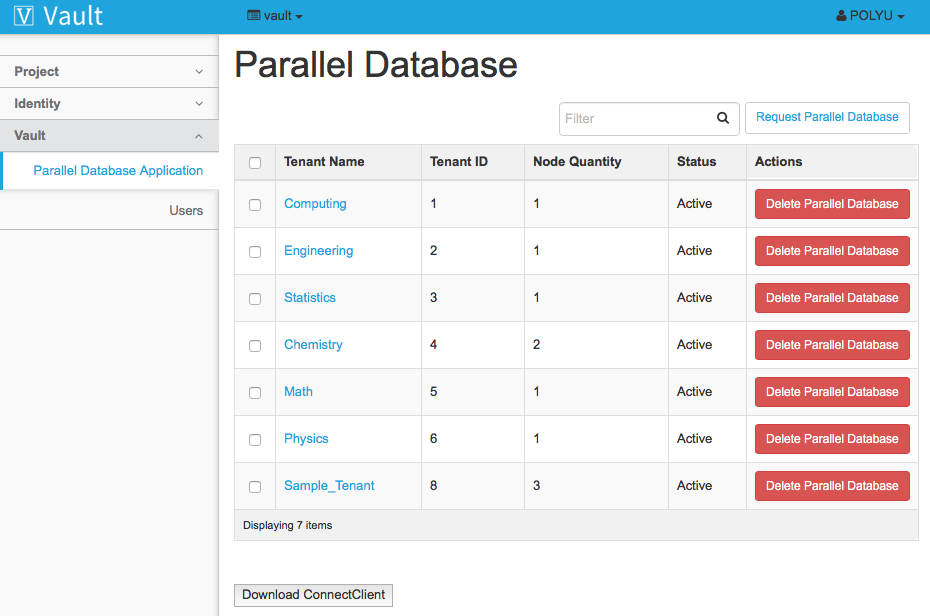 V Vault
vault
POLYU
Project
Identity
Vault
Parallel Database Application
Users
Parallel Database
Filter
Request Parallel Database
Tenant Name Tenant ID Node Quantity Status Actions
Computing 1 1 Active Delete Parallel Database
Engineering 2 1 Active Delete Parallel Database
Statistics 3 1 Active Delete Parallel Database
Chemistry 4 2 Active Delete Parallel Database
Math 5 1 Active Delete Parallel Database
Physics 6 1 Active Delete Parallel Database
Sample_Tenant 8 3 Active Delete Parallel Database
Displaying 7 items
Download ConnectClient